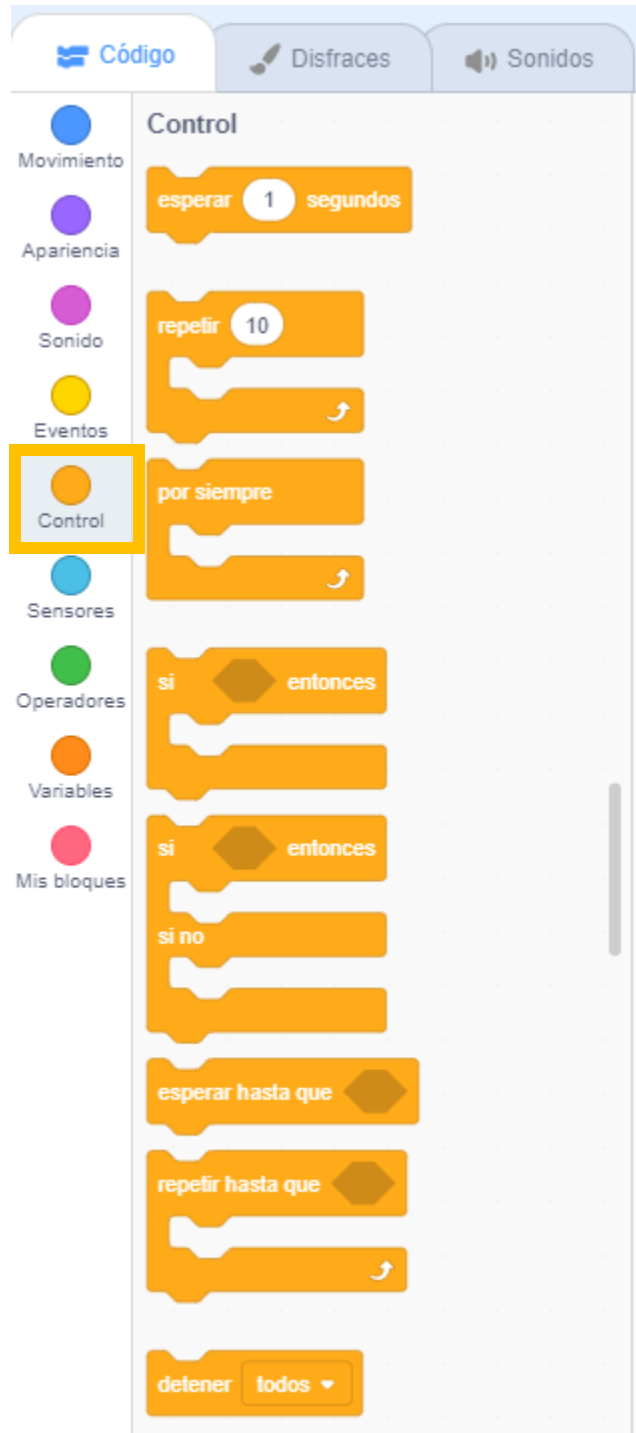 Código
Disfraces
Sonidos
Movimiento
Apariencia
Sonido
Eventos
Control
Sensores
Operadores
Variables
Mis bloques
Control
esperar 1 segundos
repetir 10
por siempre
si entonces
si entonces
si no
esperar hasta que
repetir hasta que
detener todos